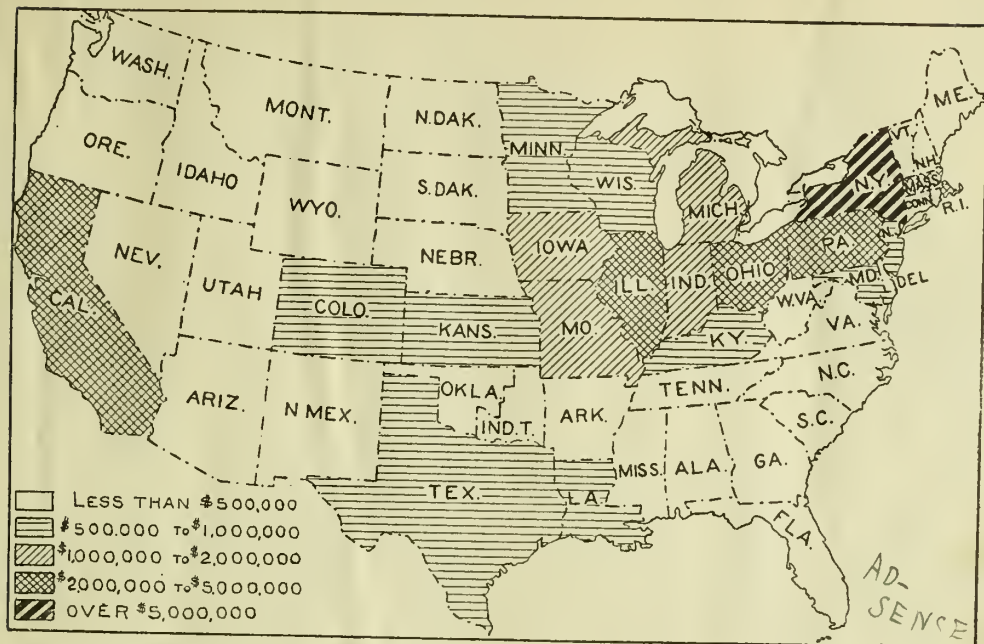 WASH.
MONT.
N.DAK.
MINN.
ME.
VT.
N.H.
ORE.
IDAHO
S.DAK.
WIS.
MICH.
N.Y.
MASS.
CONN.
R.I.
WYO.
NEBR.
IOWA
PA.
N.J.
NEV.
UTAH
COLO.
KANS.
ILL.
IND.
OHIO
MD.
DEL
CAL.
MO.
W.VA.
VA.
KY.
ARIZ.
N MEX.
OKLA.
IND.T.
ARK.
TENN.
N.C.
S.C.
TEX.
LA.
MISS.
ALA.
GA.
FLA.
LESS THAN $500,000
$500.000 TO $1,000,000
$1,000,000 TO $2,000,000
$2,000,000 TO $5,000,000
OVER $5,000,000
AD-
SENCE